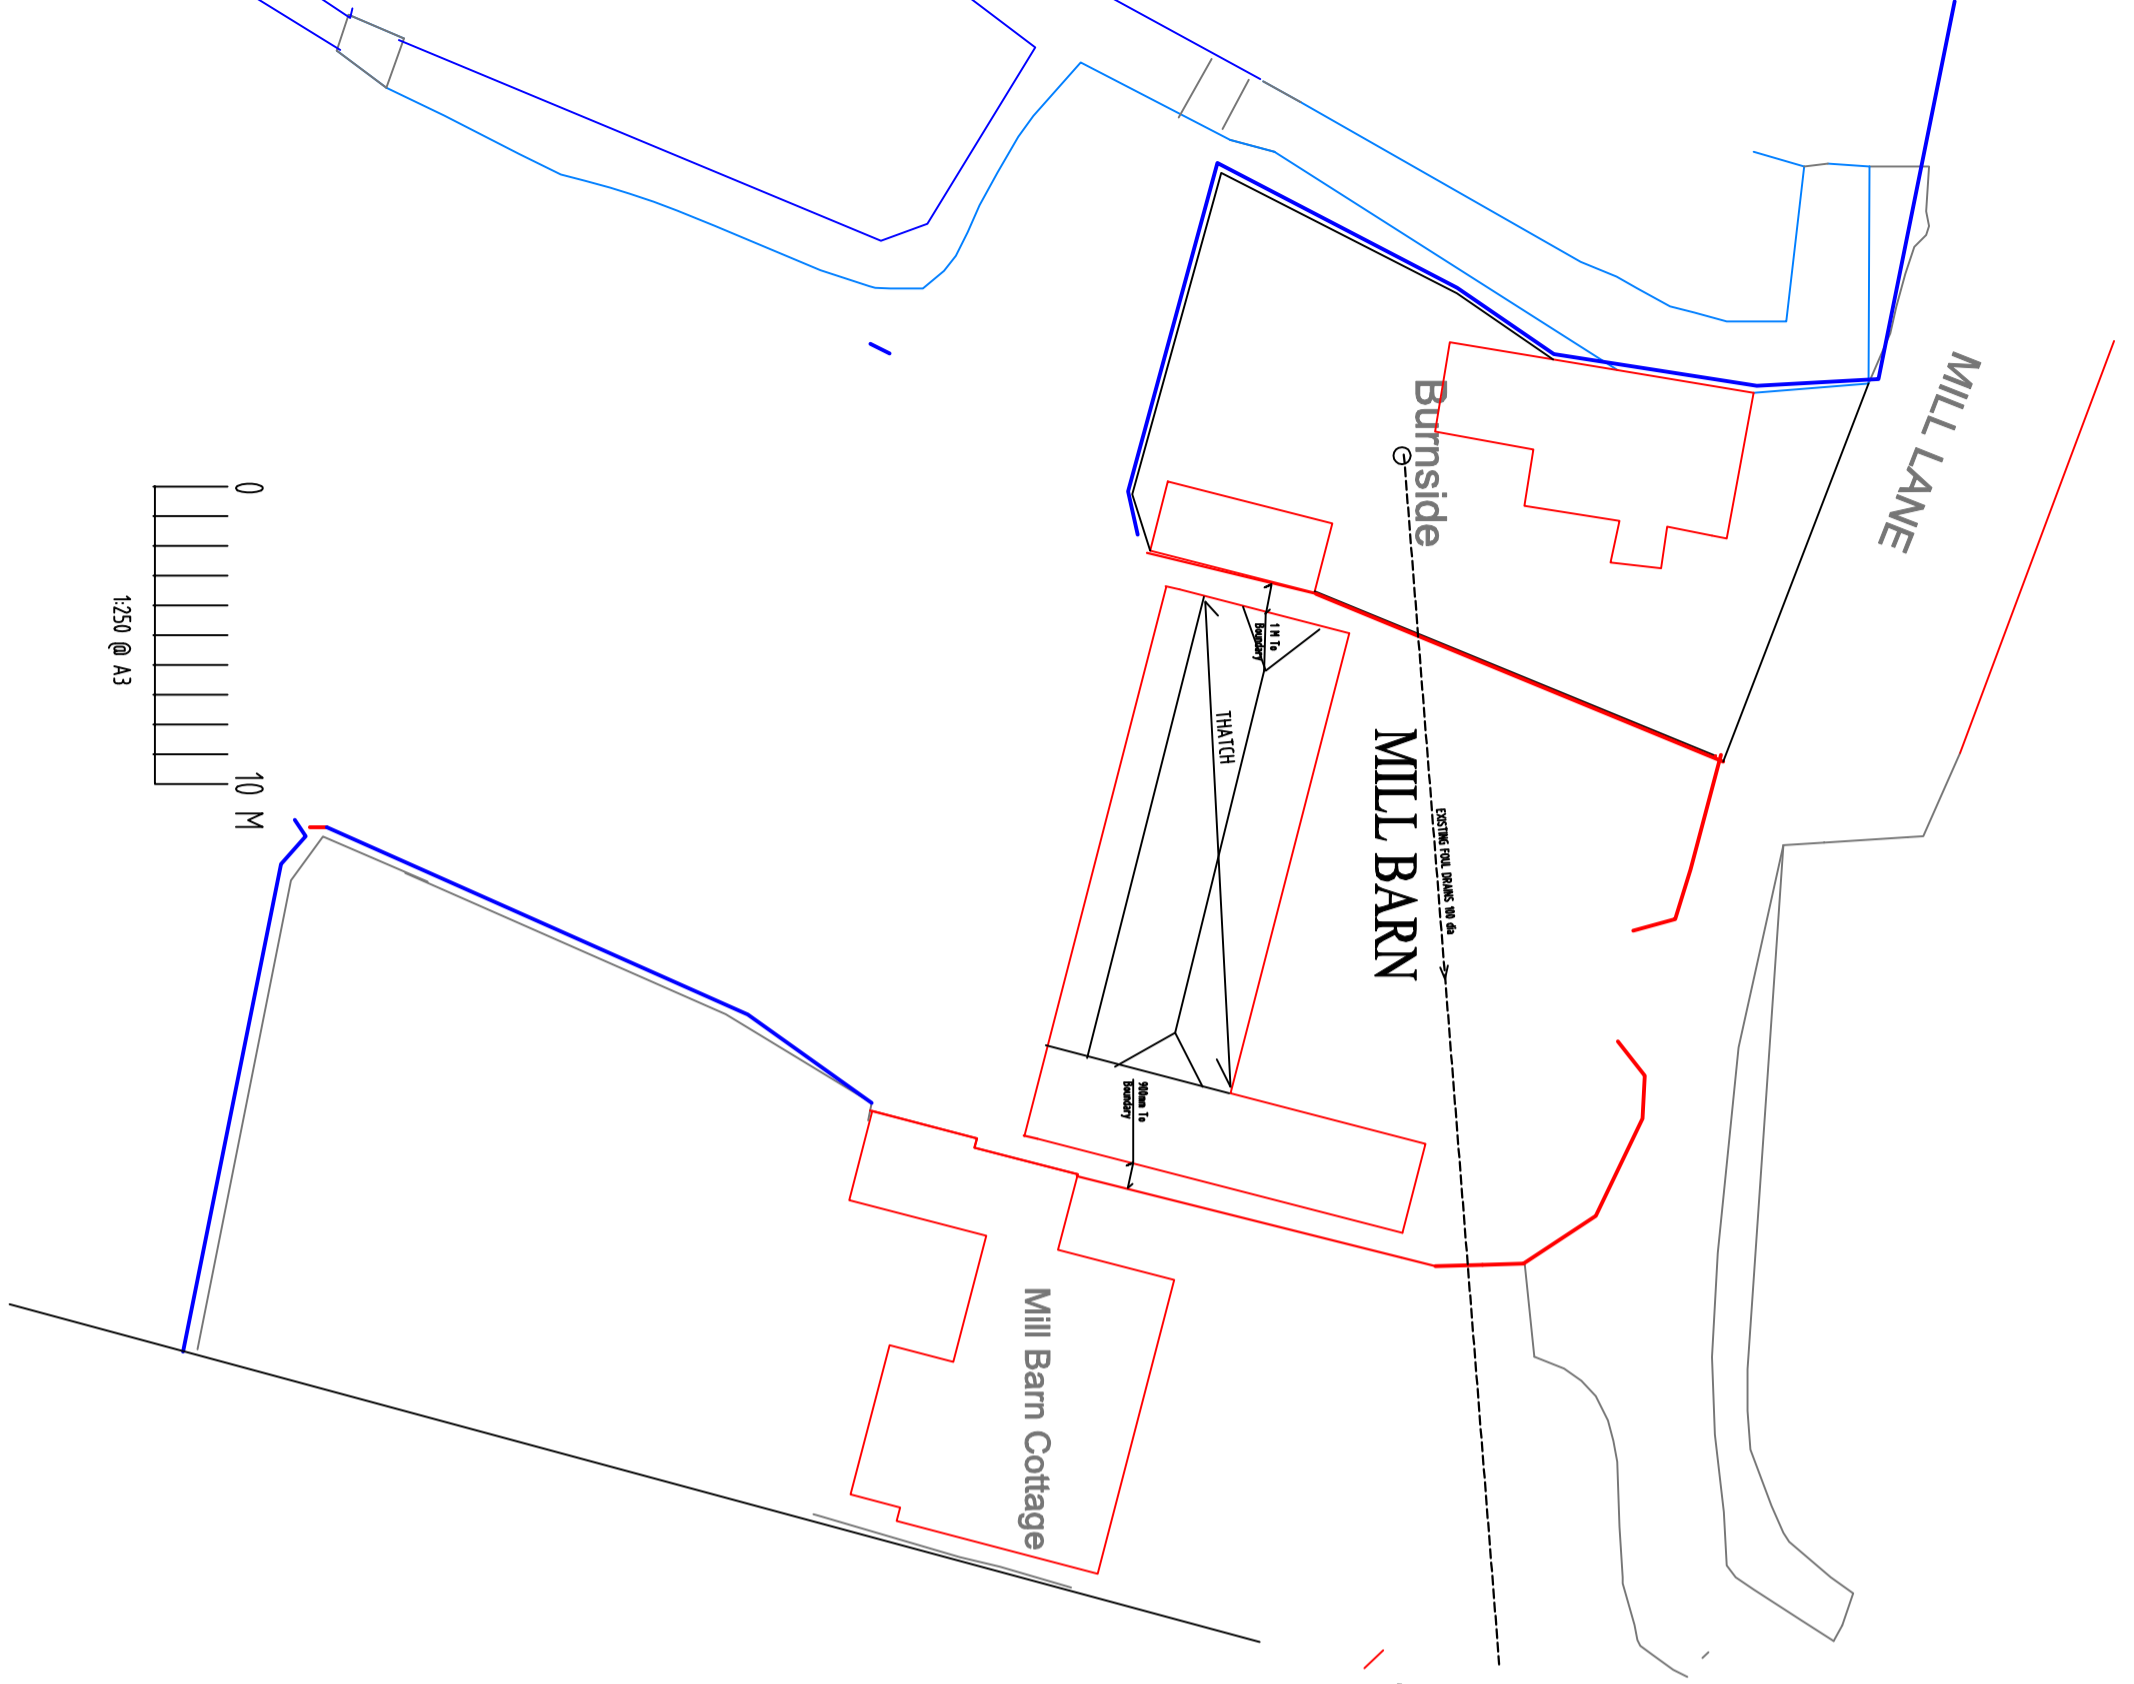 MILL LANE
Burnside
1 M To
Boundary
THATCH
MILL BARN
EXISTING FOUL DRAINS 100 dia
900mm To
Boundary
Mill Barn Cottage
0
10 M
1:250 @ A3